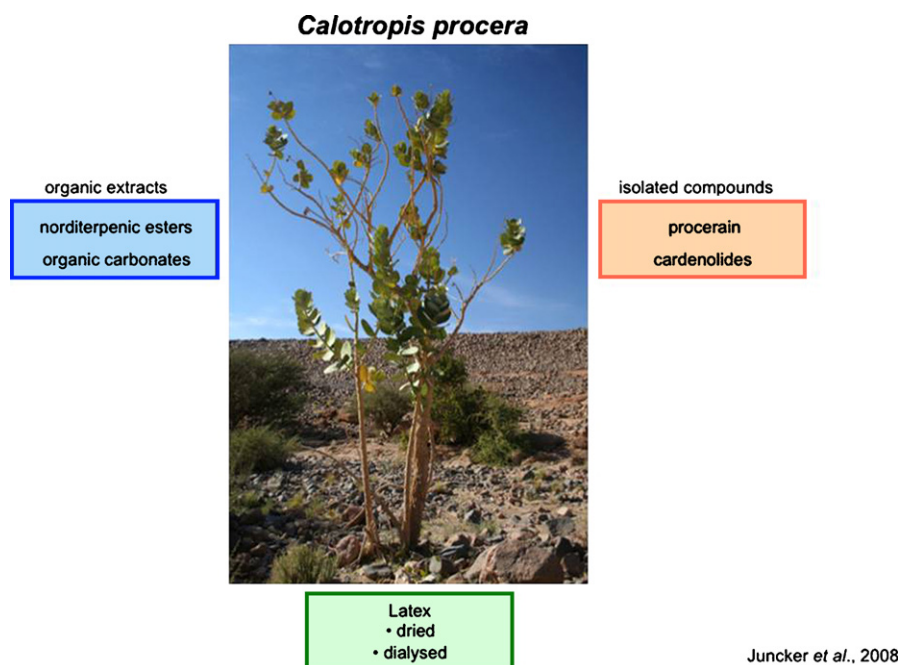 Calotropis procera
organic extracts
norditerpenic esters
organic carbonates
isolated compounds
procerain
cardenolides
Latex
• dried
• dialysed
Juncker et al., 2008